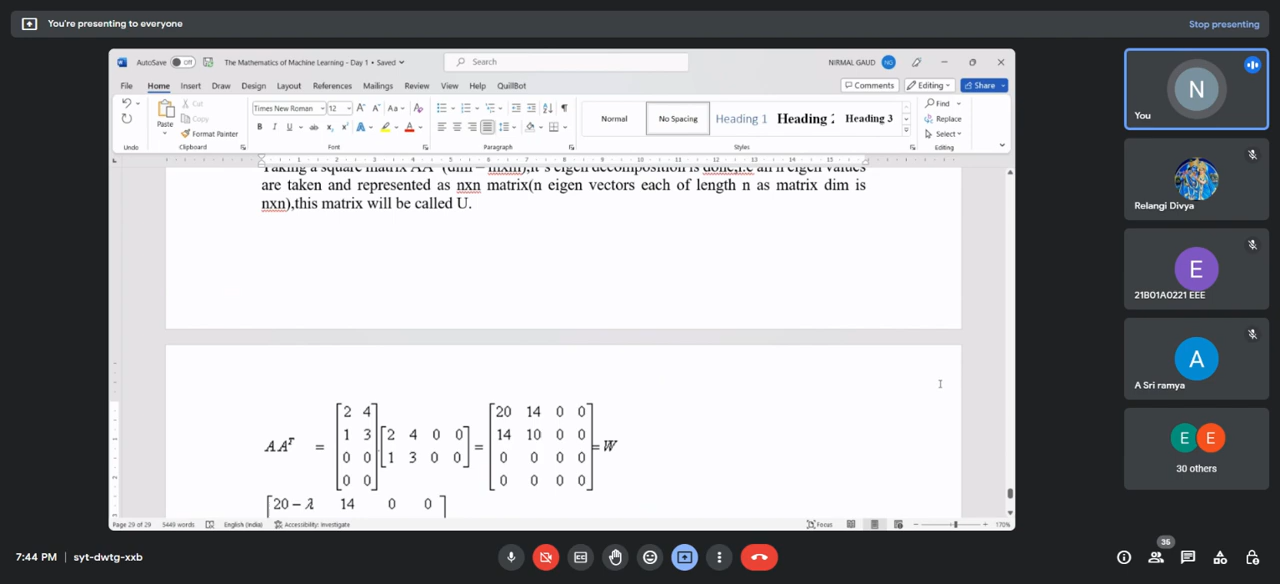 You're presenting to everyone
Stop presenting
AutoSave Off The Mathematics of Machine Learning - Day 1 • Saved
Search
NIRMAL GAUD NG
File Home Insert Draw Design Layout References Mailings Review View Help QuillBot
Comments Editing Share
Paste
Cut
Copy
Format Painter
Times New Roman 12
Normal No Spacing Heading 1 Heading 2 Heading 3
Find
Replace
Select
Undo Clipboard Font Paragraph Styles Editing
are taken and represented as nxn matrix(n eigen vectors each of length n as matrix dim is
nxn),this matrix will be called U.
AAᵀ = [2 4; 1 3; 0 0; 0 0] . [2 4 0 0; 1 3 0 0] = [20 14 0 0; 14 10 0 0; 0 0 0 0; 0 0 0 0] = W
20 − λ 14 0 0
Page 29 of 29 5449 words English (India) Accessibility: Investigate Focus 170%
N
You
Relangi Divya
E
21B01A0221 EEE
A
A Sri ramya
E E
30 others
7:44 PM | syt-dwtg-xxb
35